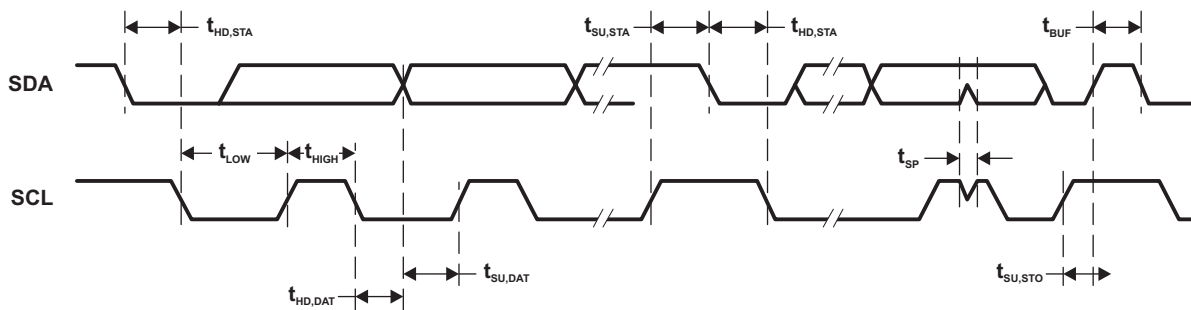 tHD,STA
tSU,STA
tHD,STA
tBUF
SDA
tLOW
tHIGH
tSP
SCL
tSU,DAT
tSU,STO
tHD,DAT